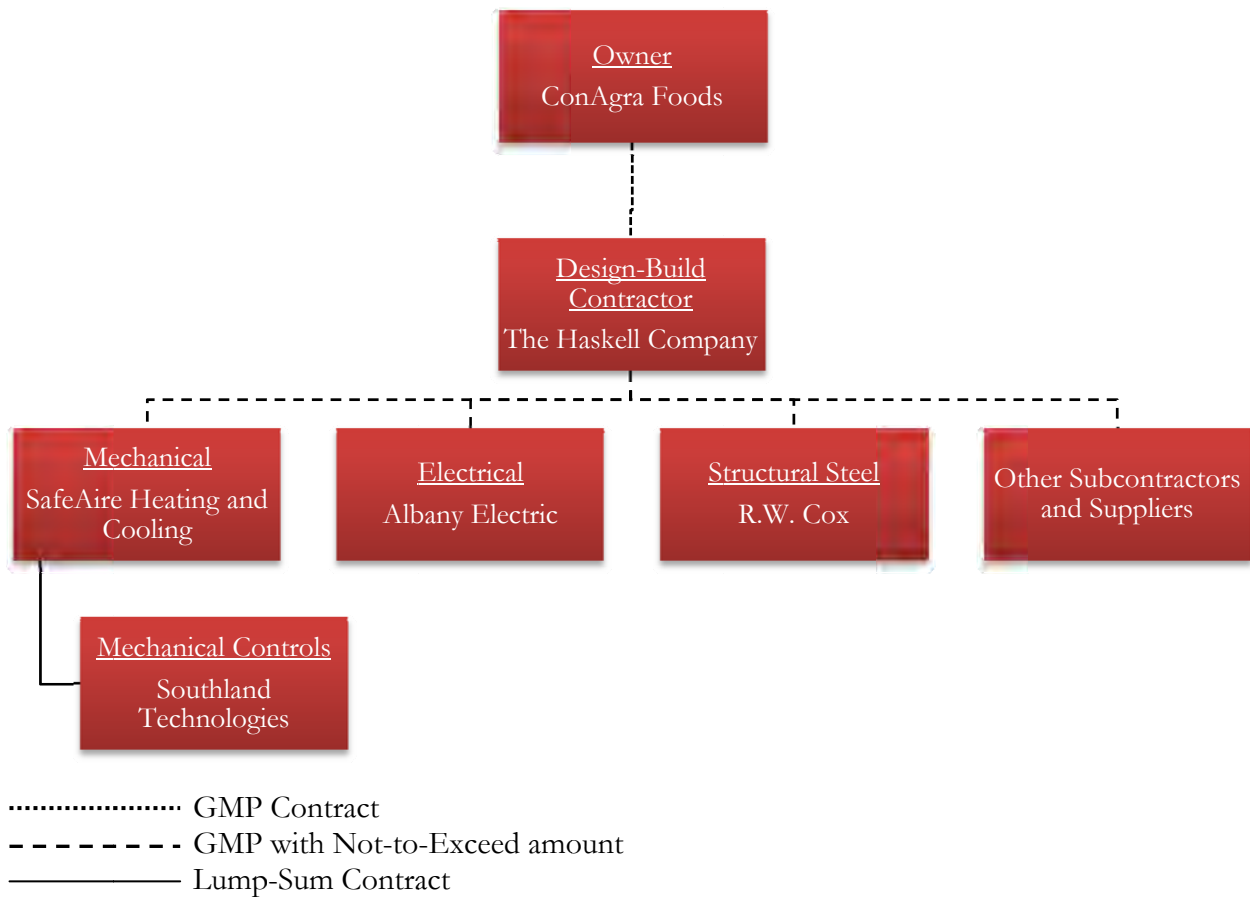 Owner
ConAgra Foods
Design-Build
Contractor
The Haskell Company
Mechanical
SafeAire Heating and
Cooling
Electrical
Albany Electric
Structural Steel
R.W. Cox
Other Subcontractors
and Suppliers
Mechanical Controls
Southland
Technologies
GMP Contract
GMP with Not-to-Exceed amount
Lump-Sum Contract